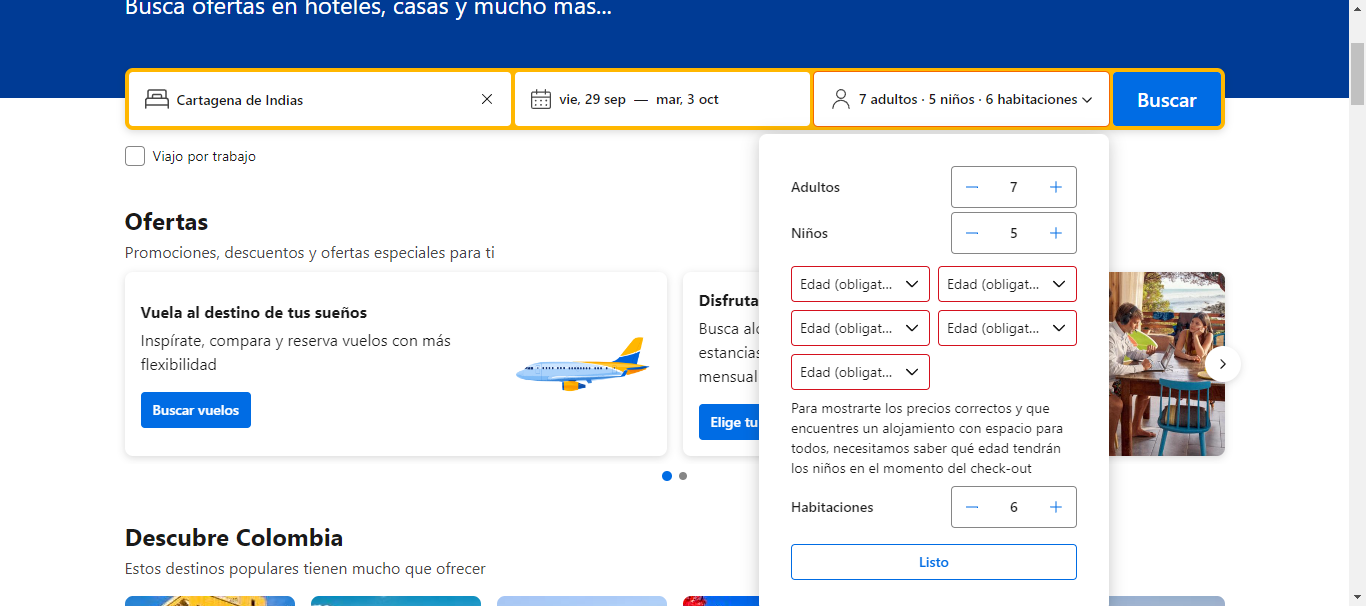 Busca ofertas en hoteles, casas y mucho más...
Cartagena de Indias
vie, 29 sep — mar, 3 oct
7 adultos · 5 niños · 6 habitaciones
Buscar
Viajo por trabajo
Adultos
7
Niños
5
Edad (obligat...
Edad (obligat...
Edad (obligat...
Edad (obligat...
Edad (obligat...
Para mostrarte los precios correctos y que
encuentres un alojamiento con espacio para
todos, necesitamos saber qué edad tendrán
los niños en el momento del check-out
Habitaciones
6
Listo
Ofertas
Promociones, descuentos y ofertas especiales para ti
Vuela al destino de tus sueños
Inspírate, compara y reserva vuelos con más
flexibilidad
Buscar vuelos
Disfruta
Busca
estancias
mensual
Elige tu
Descubre Colombia
Estos destinos populares tienen mucho que ofrecer